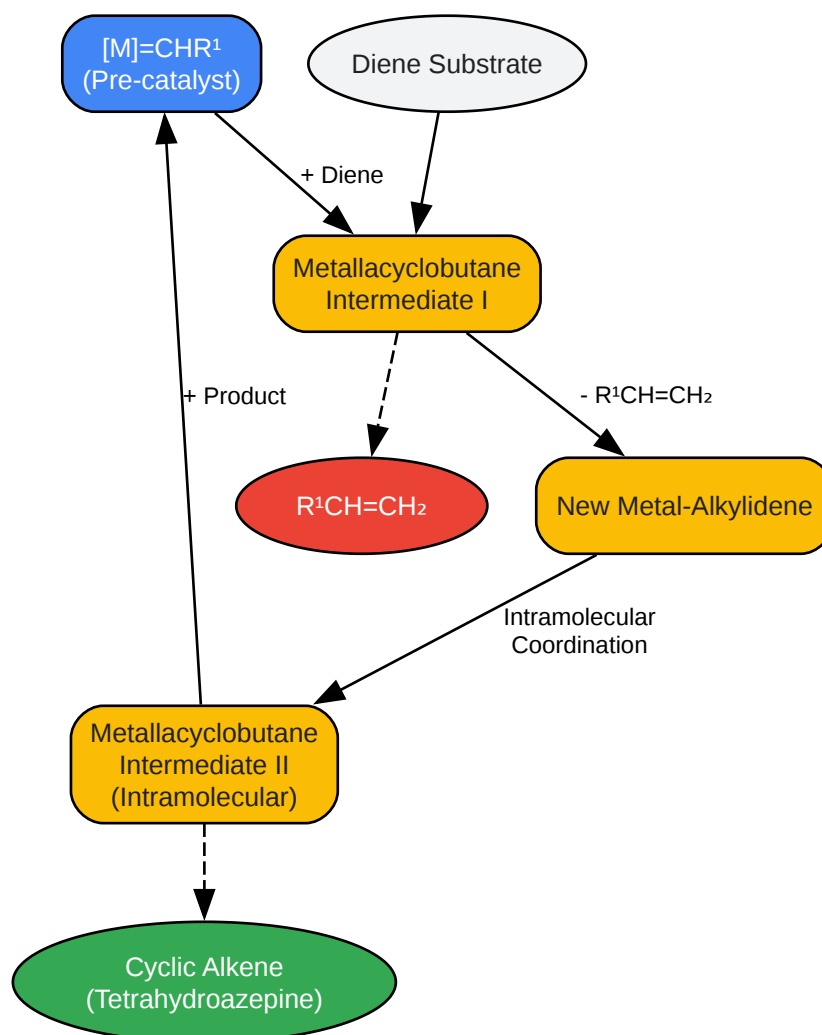 [M]=CHR¹
(Pre-catalyst)
Diene Substrate
+ Diene
Metallacyclobutane
Intermediate I
+ Product
- R¹CH=CH₂
R¹CH=CH₂
New Metal-Alkylidene
Intramolecular
Coordination
Metallacyclobutane
Intermediate II
(Intramolecular)
Cyclic Alkene
(Tetrahydroazepine)